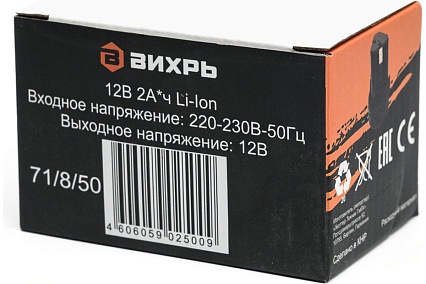 ВИХРЬ
12В 2А*ч Li-Ion
Входное напряжение: 220-230В-50Гц
Выходное напряжение: 12В
71/8/50
4 606059 025009
EAC CE
Сделано в КНР